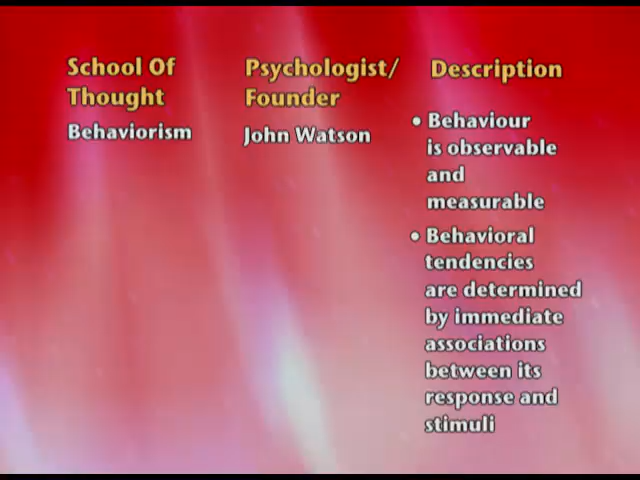 School Of
Thought
Psychologist/
Founder
Description
Behaviorism
John Watson
• Behaviour
is observable
and
measurable
• Behavioral
tendencies
are determined
by immediate
associations
between its
response and
stimuli